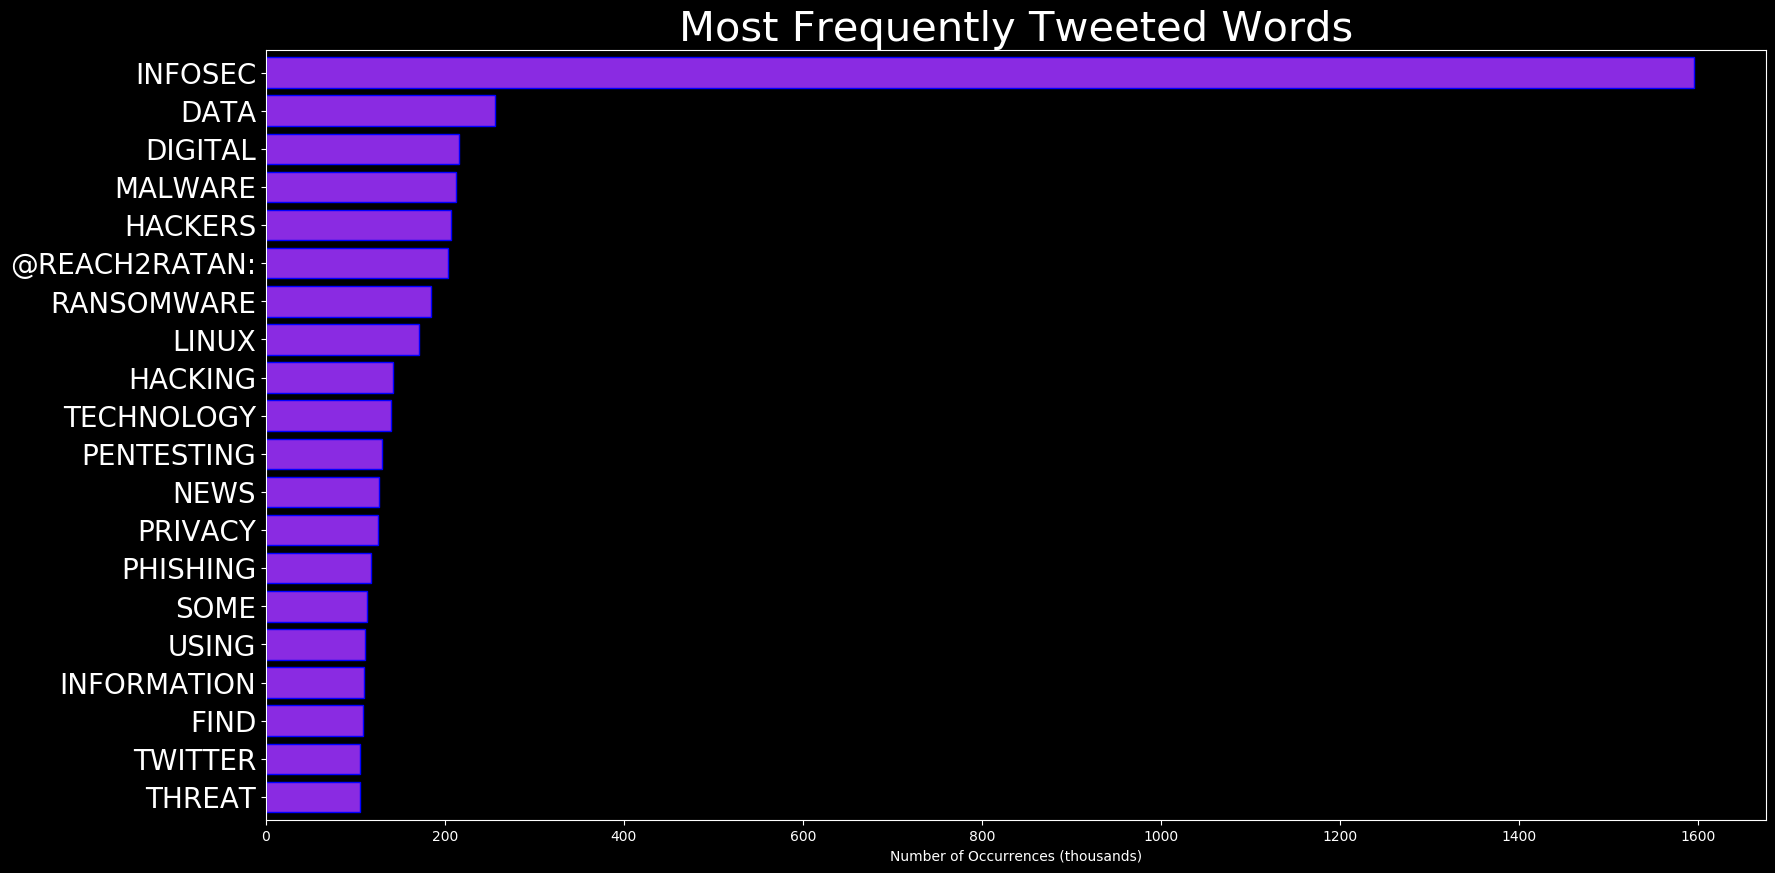 Most Frequently Tweeted Words
INFOSEC
DATA
DIGITAL
MALWARE
HACKERS
@REACH2RATAN:
RANSOMWARE
LINUX
HACKING
TECHNOLOGY
PENTESTING
NEWS
PRIVACY
PHISHING
SOME
USING
INFORMATION
FIND
TWITTER
THREAT
0 200 400 600 800 1000 1200 1400 1600
Number of Occurrences (thousands)